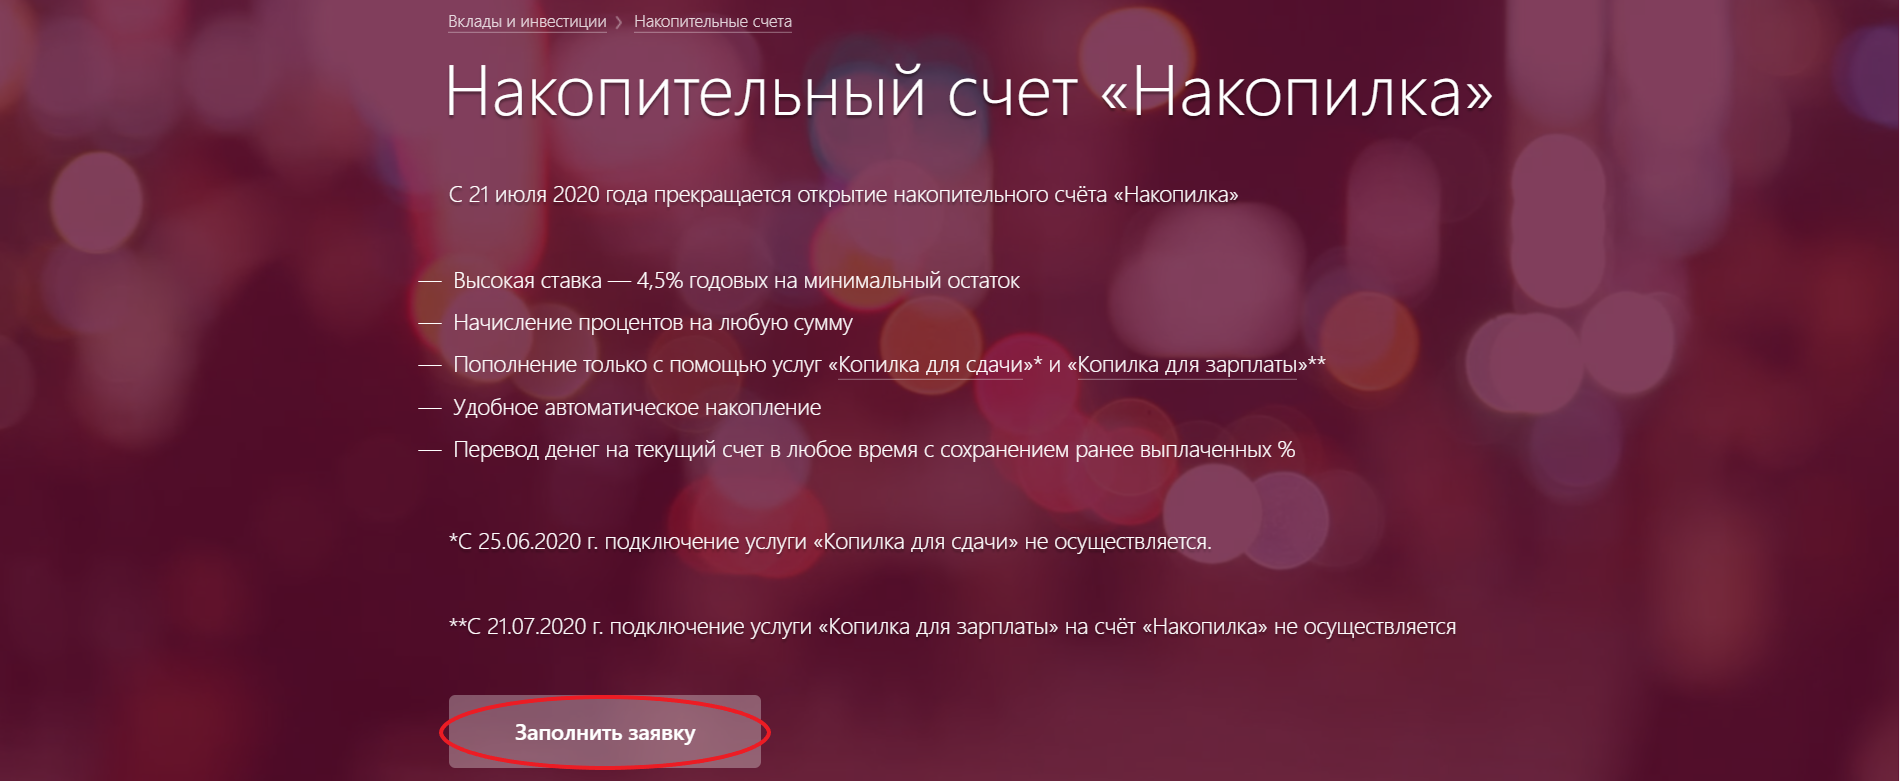 Вклады и инвестиции › Накопительные счета
Накопительный счет «Накопилка»
С 21 июля 2020 года прекращается открытие накопительного счёта «Накопилка»
— Высокая ставка — 4,5% годовых на минимальный остаток
— Начисление процентов на любую сумму
— Пополнение только с помощью услуг «Копилка для сдачи»* и «Копилка для зарплаты»**
— Удобное автоматическое накопление
— Перевод денег на текущий счет в любое время с сохранением ранее выплаченных %
*С 25.06.2020 г. подключение услуги «Копилка для сдачи» не осуществляется.
**С 21.07.2020 г. подключение услуги «Копилка для зарплаты» на счёт «Накопилка» не осуществляется
Заполнить заявку